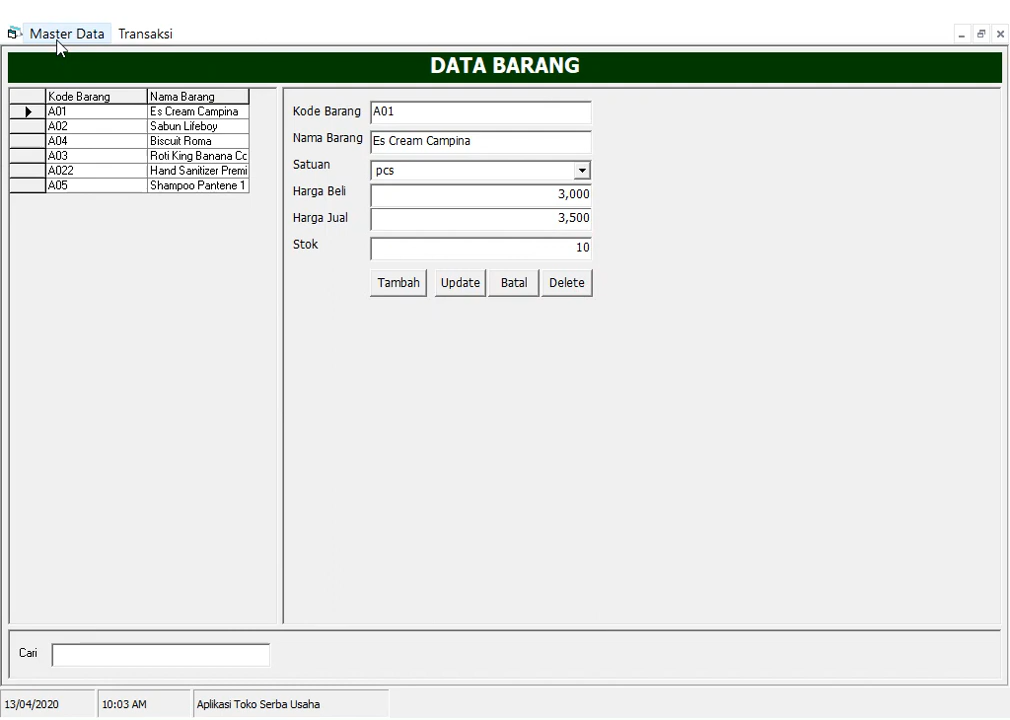 Master Data Transaksi
DATA BARANG
Kode Barang Nama Barang
A01 Es Cream Campina
A02 Sabun Lifeboy
A04 Biscuit Roma
A03 Roti King Banana Cc
A022 Hand Sanitizer Premi
A05 Shampoo Pantene 1
Kode Barang A01
Nama Barang Es Cream Campina
Satuan pcs
Harga Beli 3,000
Harga Jual 3,500
Stok 10
Tambah Update Batal Delete
Cari
13/04/2020 10:03 AM Aplikasi Toko Serba Usaha